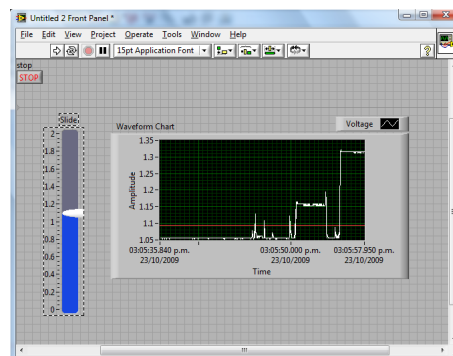 Untitled 2 Front Panel *
File Edit View Project Operate Tools Window Help
15pt Application Font
?
stop
STOP
Slide
2
1.8
1.6
1.4
1.2
1
0.8
0.6
0.4
0.2
0
Waveform Chart
Voltage
Amplitude
1.35
1.3
1.25
1.2
1.15
1.1
1.05
03:05:35.840 p.m. 03:05:50.000 p.m. 03:05:57.950 p.m.
23/10/2009 23/10/2009 23/10/2009
Time